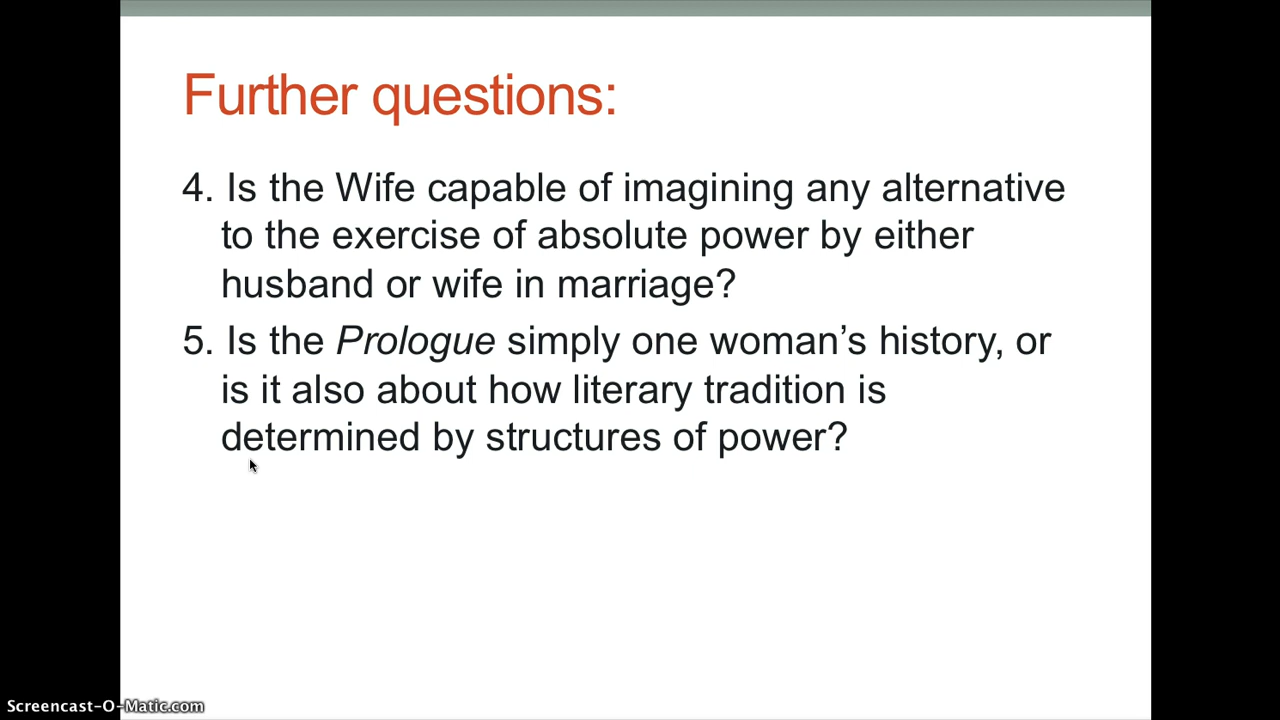 Further questions:
4. Is the Wife capable of imagining any alternative
to the exercise of absolute power by either
husband or wife in marriage?
5. Is the Prologue simply one woman’s history, or
is it also about how literary tradition is
determined by structures of power?
Screencast-O-Matic.com